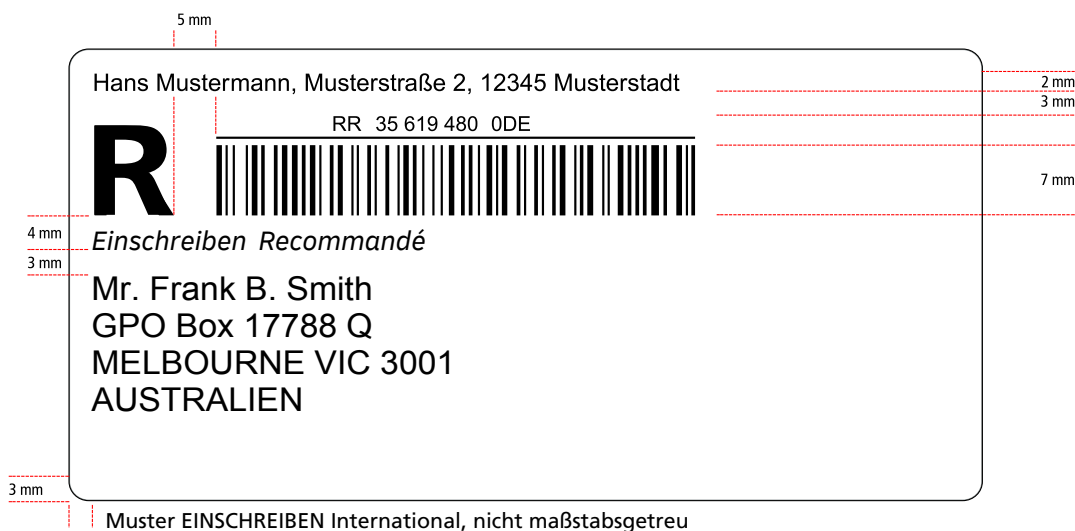 5 mm
Hans Mustermann, Musterstraße 2, 12345 Musterstadt
2 mm
3 mm
RR 35 619 480 0DE
R
7 mm
4 mm
Einschreiben Recommandé
3 mm
Mr. Frank B. Smith
GPO Box 17788 Q
MELBOURNE VIC 3001
AUSTRALIEN
3 mm
Muster EINSCHREIBEN International, nicht maßstabsgetreu